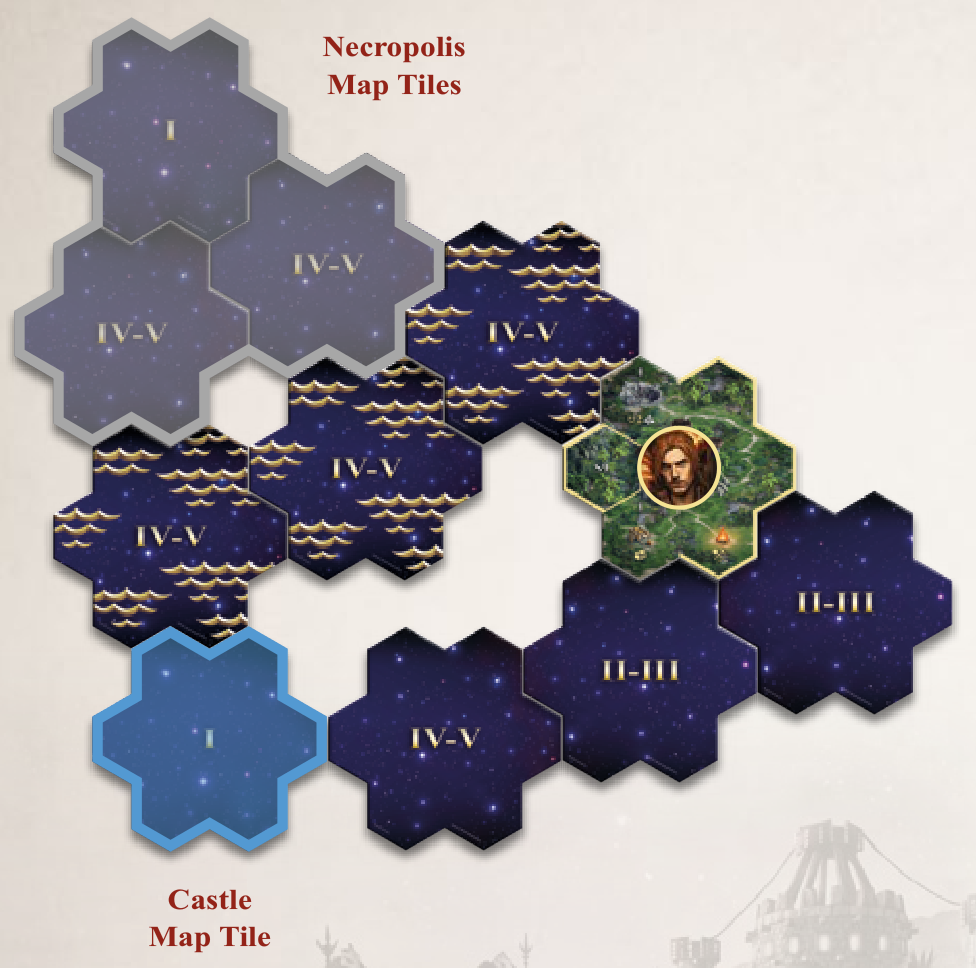 Necropolis
Map Tiles
I
IV-V
IV-V
IV-V
IV-V
IV-V
II-III
II-III
I
IV-V
Castle
Map Tile